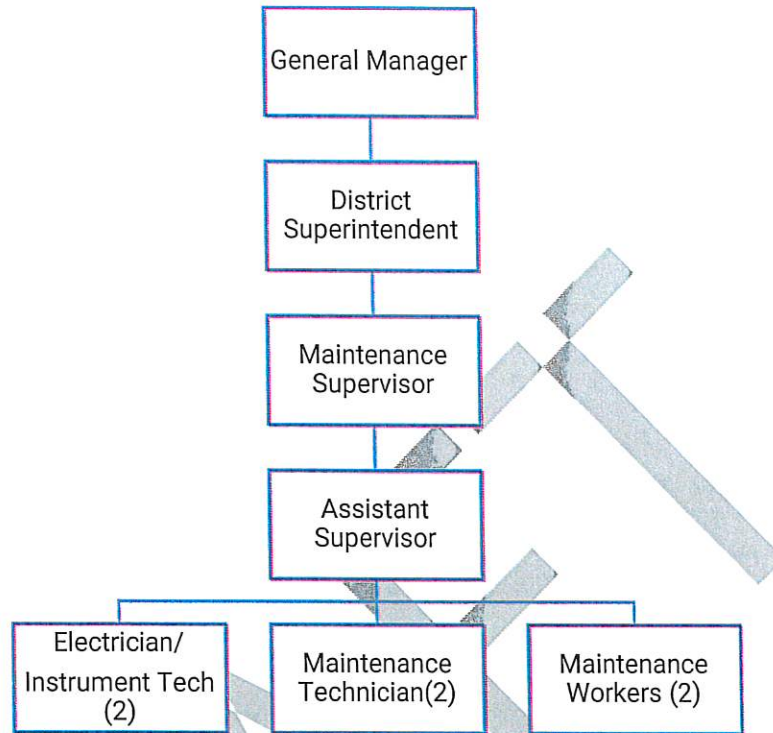 General Manager
District
Superintendent
Maintenance
Supervisor
Assistant
Supervisor
Electrician/
Instrument Tech
(2)
Maintenance
Technician(2)
Maintenance
Workers (2)